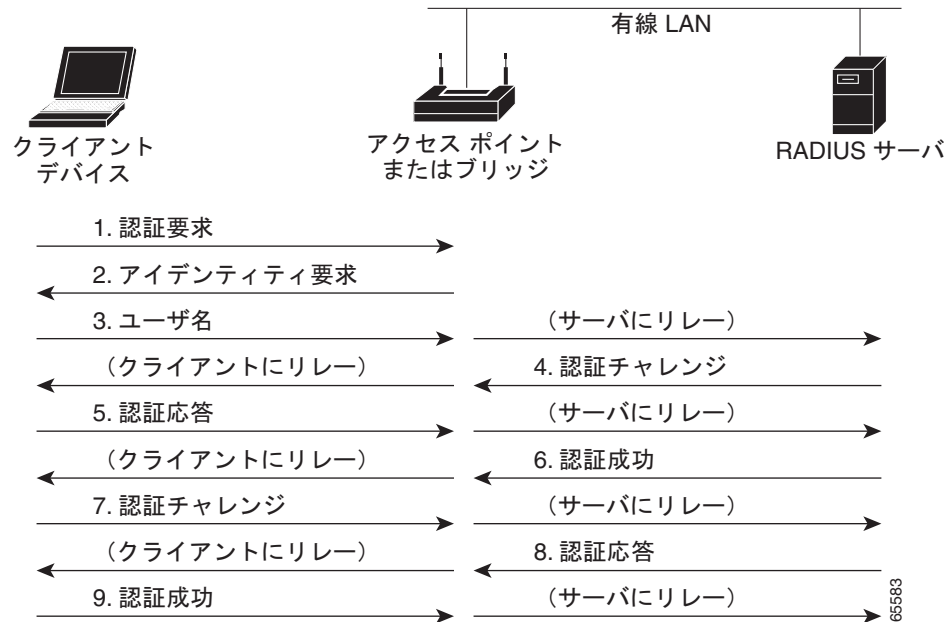 有線 LAN
クライアント
デバイス
アクセス ポイント
またはブリッジ
RADIUS サーバ
1. 認証要求
2. アイデンティティ要求
3. ユーザ名
（サーバにリレー）
（クライアントにリレー）
4. 認証チャレンジ
5. 認証応答
（サーバにリレー）
（クライアントにリレー）
6. 認証成功
7. 認証チャレンジ
（サーバにリレー）
（クライアントにリレー）
8. 認証応答
9. 認証成功
（サーバにリレー）
65583